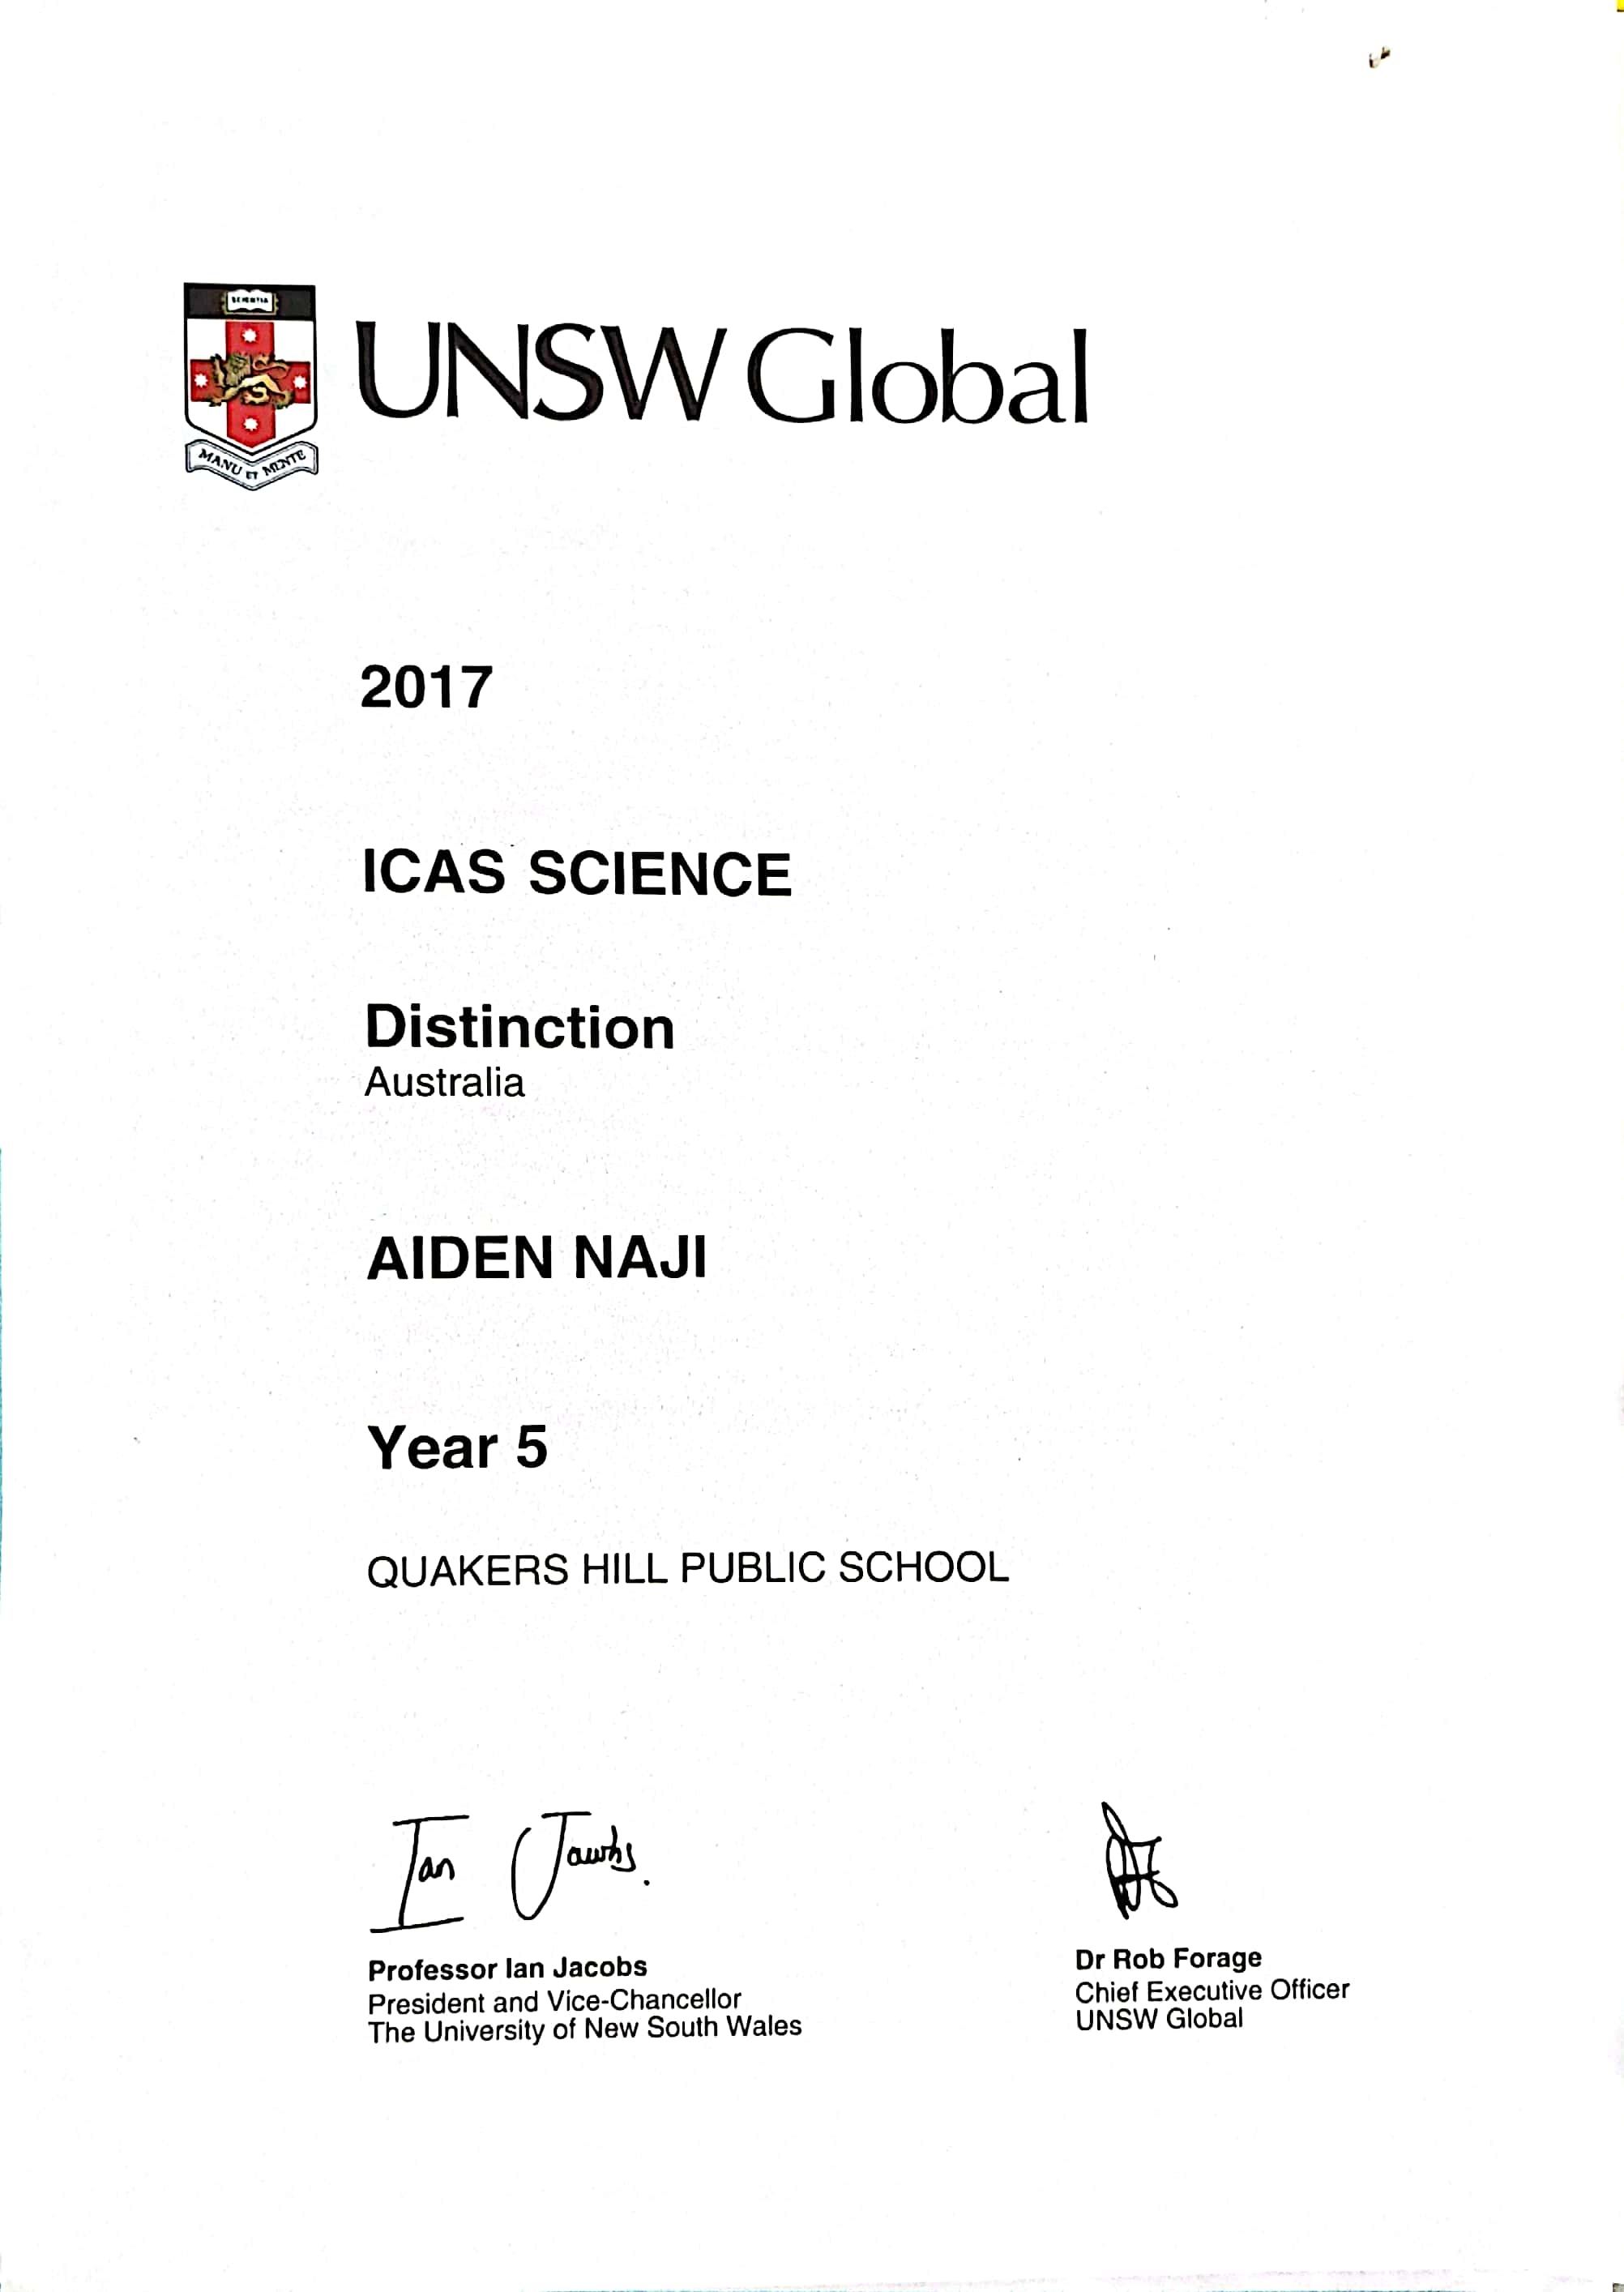 SCIENTIA
MANU ET MENTE
UNSW Global
2017
ICAS SCIENCE
Distinction
Australia
AIDEN NAJI
Year 5
QUAKERS HILL PUBLIC SCHOOL
Ian Jacobs.
Professor Ian Jacobs
President and Vice-Chancellor
The University of New South Wales
Dr Rob Forage
Chief Executive Officer
UNSW Global